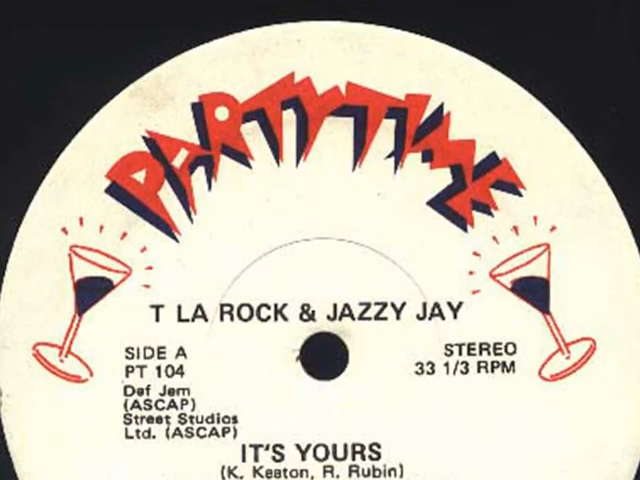 PARTYTIME
T LA ROCK & JAZZY JAY
SIDE A
PT 104
Def Jem
(ASCAP)
Street Studios
Ltd. (ASCAP)
STEREO
33 1/3 RPM
IT'S YOURS
(K. Keaton, R. Rubin)